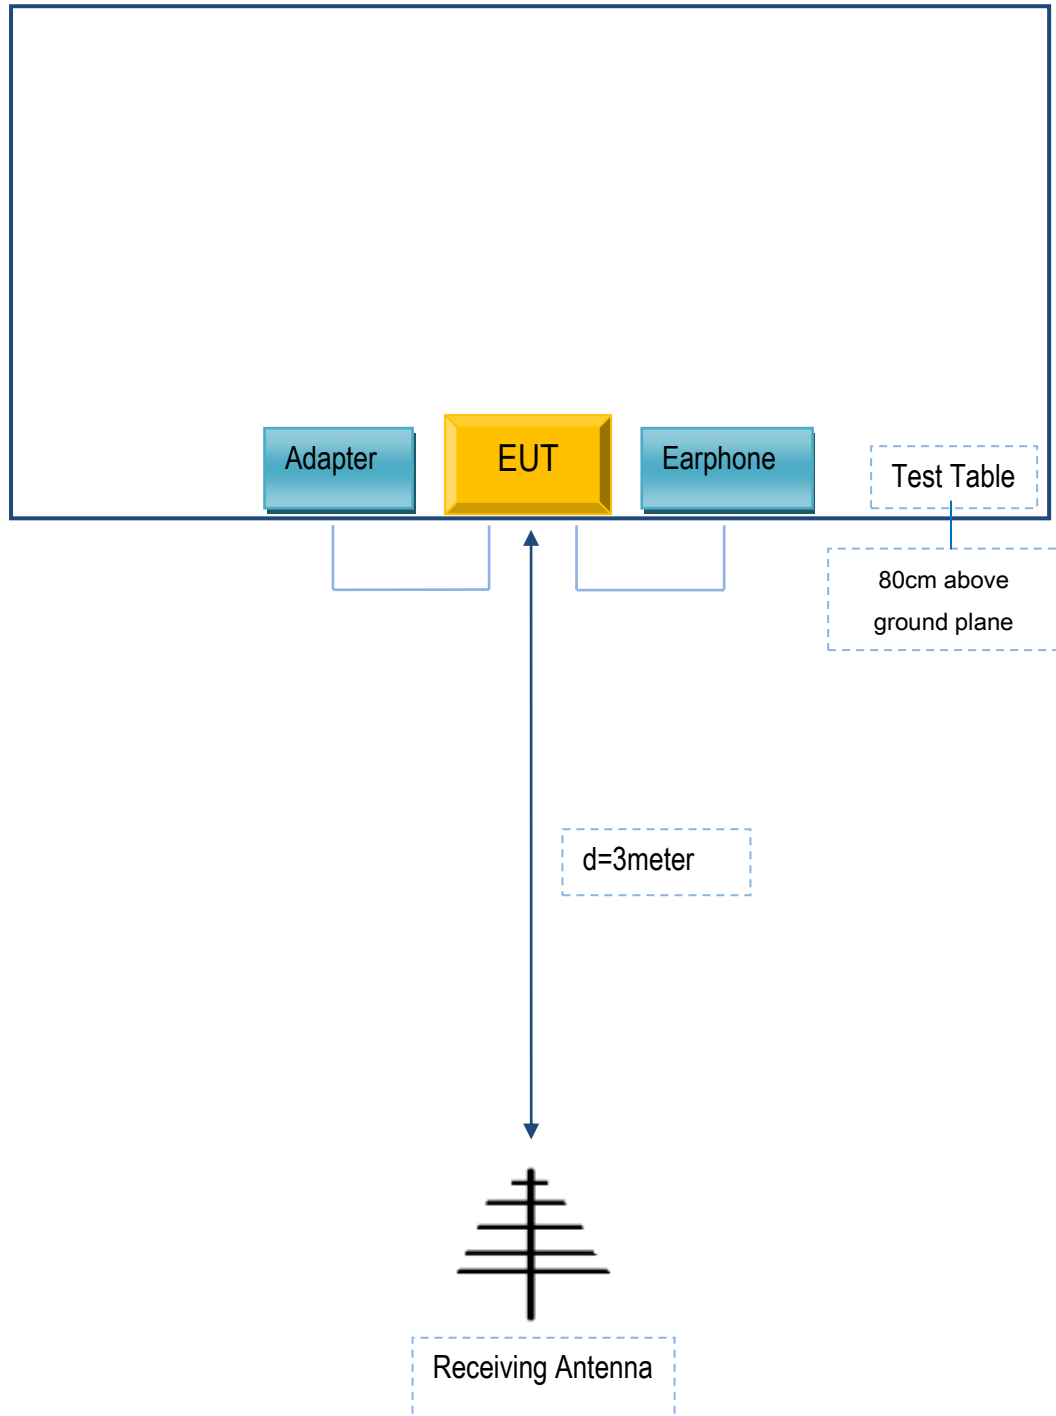 Adapter
EUT
Earphone
Test Table
80cm above
ground plane
d=3meter
Receiving Antenna